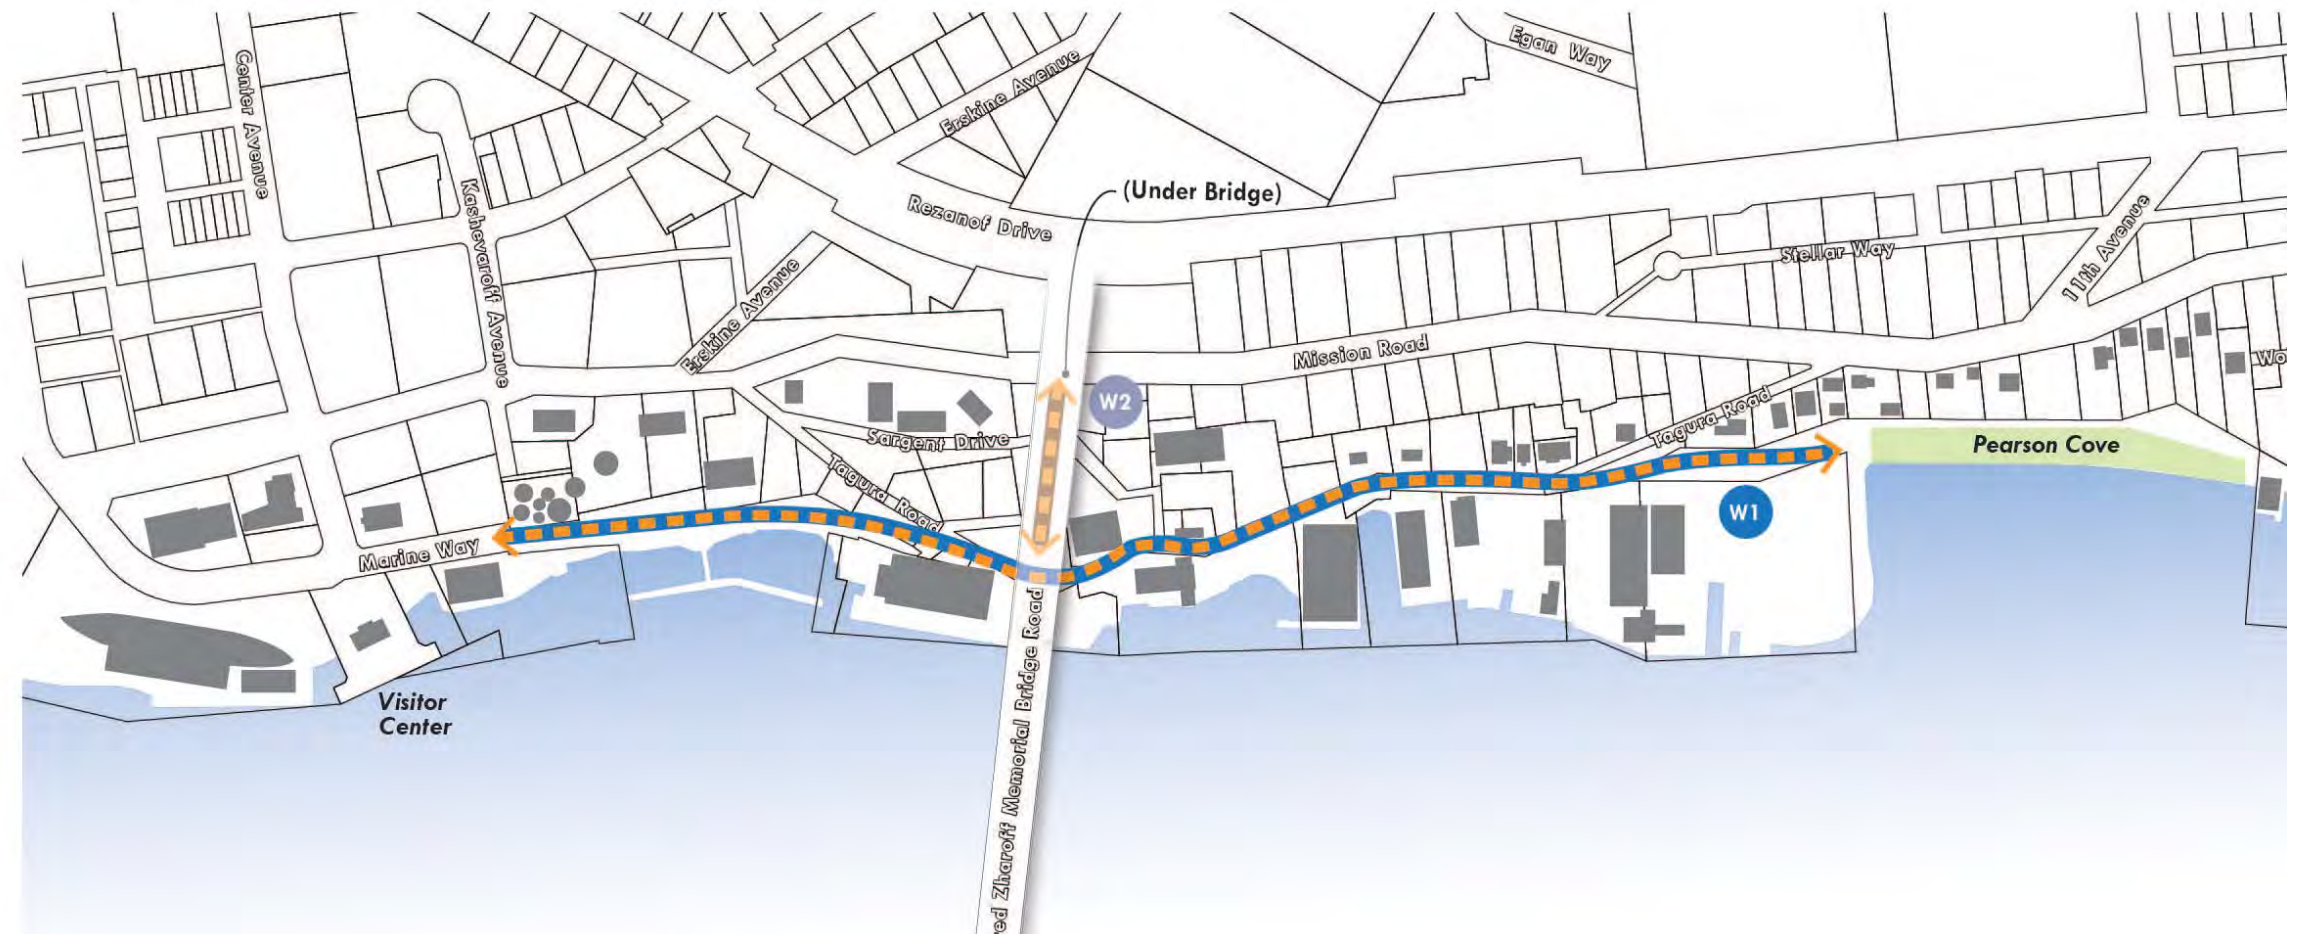 Egan Way
Center Avenue
Erskine Avenue
(Under Bridge)
Kashevaroff Avenue
Rezanof Drive
Stellar Way
11th Avenue
Erskine Avenue
Mission Road
Wo
W2
Tagura Road
Sargent Drive
Pearson Cove
Tagura Road
W1
Marine Way
Visitor
Center
red Zharoff Memorial Bridge Road